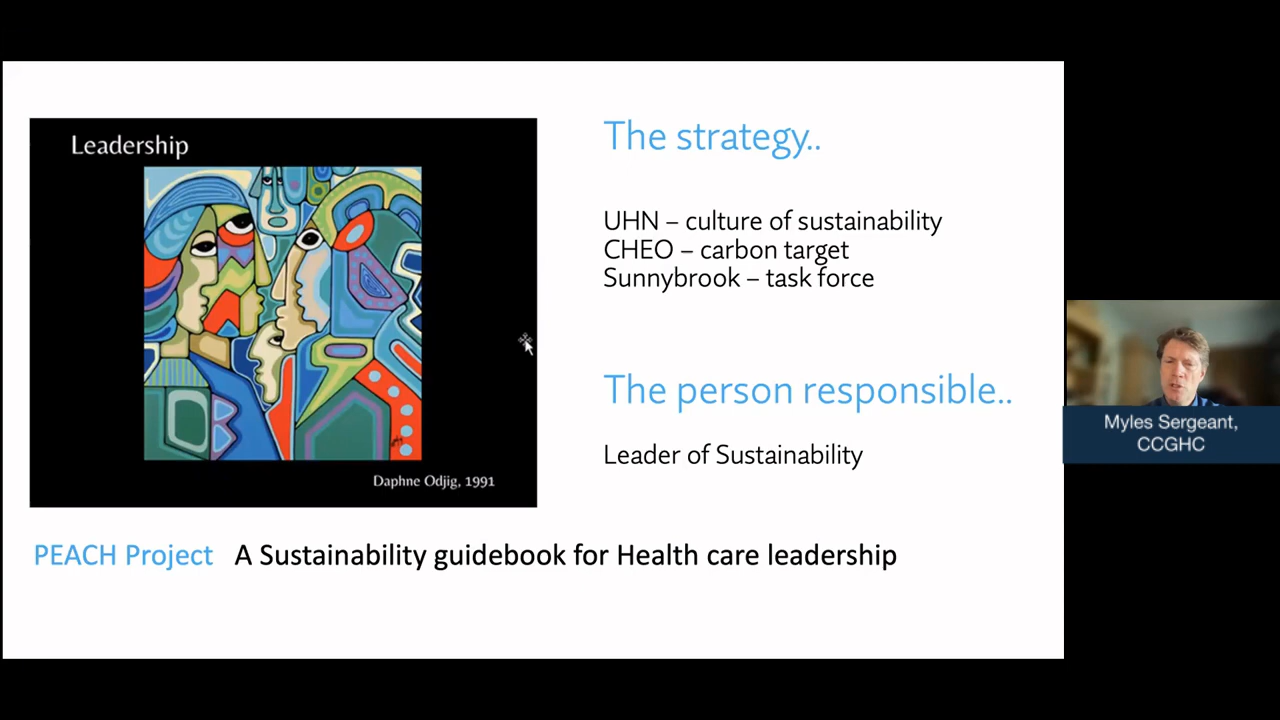 Leadership
Daphne Odjig, 1991
The strategy..
UHN – culture of sustainability
CHEO – carbon target
Sunnybrook – task force
The person responsible..
Leader of Sustainability
PEACH Project A Sustainability guidebook for Health care leadership
Myles Sergeant,
CCGHC